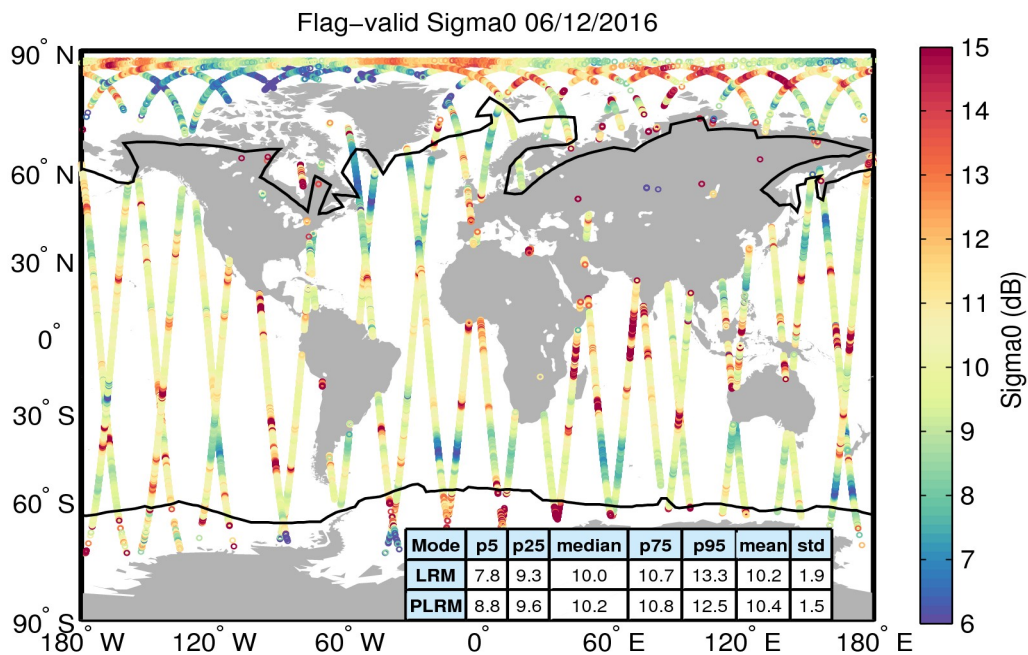 Flag−valid Sigma0 06/12/2016
90° N
60° N
30° N
0°
30° S
60° S
90° S
180° W
120° W
60° W
0°
60° E
120° E
180° E
15
14
13
12
11
10
9
8
7
6
Sigma0 (dB)
Mode p5 p25 median p75 p95 mean std
LRM 7.8 9.3 10.0 10.7 13.3 10.2 1.9
PLRM 8.8 9.6 10.2 10.8 12.5 10.4 1.5